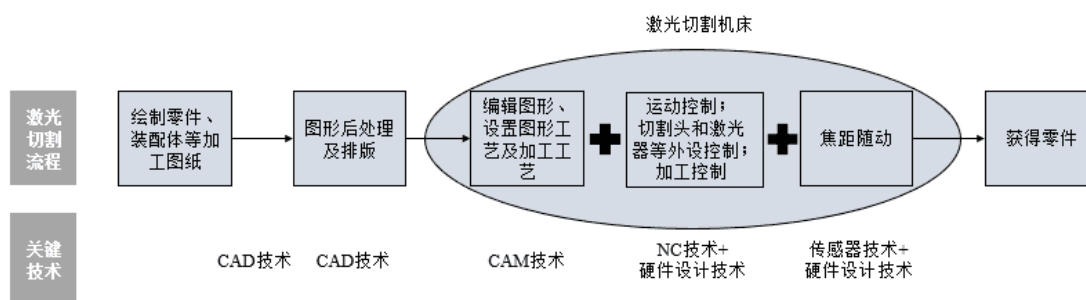 激光切割机床
激光
切割
流程
绘制零件、
装配体等加
工图纸
图形后处理
及排版
编辑图形、
设置图形工
艺及加工工
艺
运动控制；
切割头和激光
器等外设控制；
加工控制
焦距随动
获得零件
关键
技术
CAD技术
CAD技术
CAM技术
NC技术+
硬件设计技术
传感器技术+
硬件设计技术